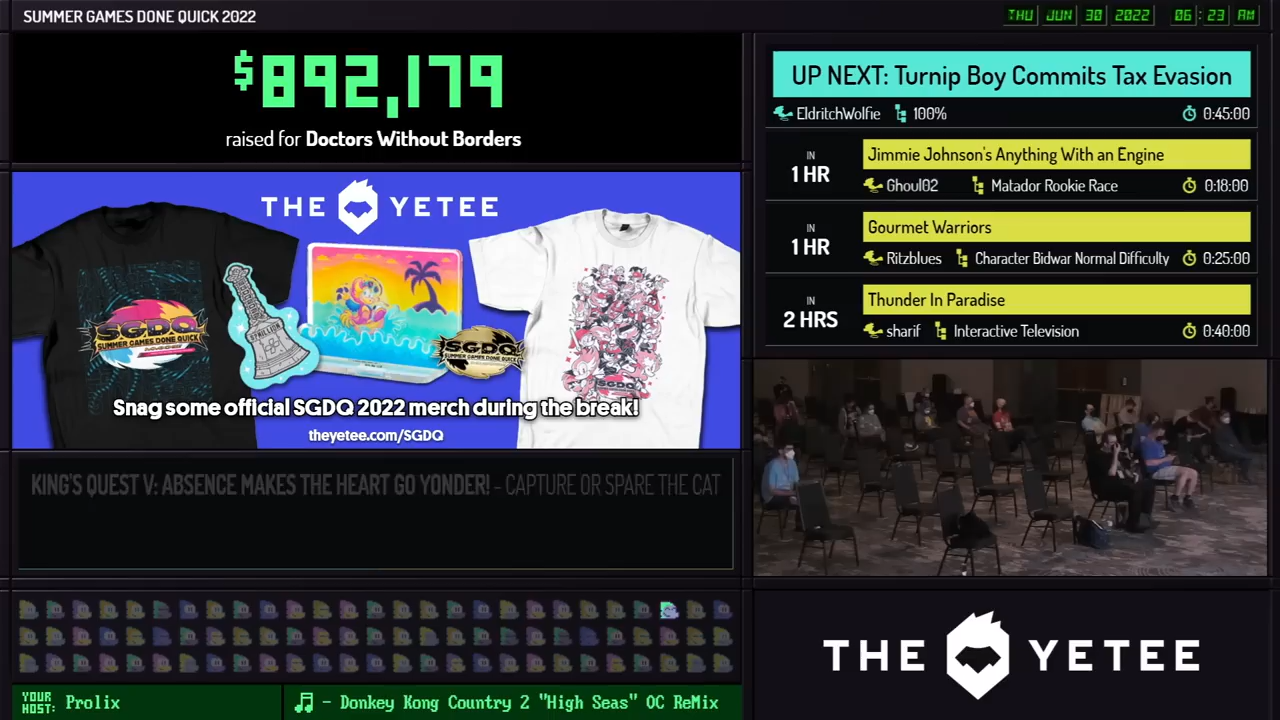 SUMMER GAMES DONE QUICK 2022
THU JUN 30 2022 06:23 AM
$892,179
raised for Doctors Without Borders
THE YETEE
SGDQ
SUMMER GAMES DONE QUICK
SGDQ
SUMMER GAMES DONE QUICK
SGDQ
Snag some official SGDQ 2022 merch during the break!
theyetee.com/SGDQ
KING'S QUEST V: ABSENCE MAKES THE HEART GO YONDER! - CAPTURE OR SPARE THE CAT
UP NEXT: Turnip Boy Commits Tax Evasion
EldritchWolfie 100% 0:45:00
IN
1 HR
Jimmie Johnson's Anything With an Engine
Ghoul02 Matador Rookie Race 0:18:00
IN
1 HR
Gourmet Warriors
Ritzblues Character Bidwar Normal Difficulty 0:25:00
IN
2 HRS
Thunder In Paradise
sharif Interactive Television 0:40:00
THE YETEE
YOUR HOST: Prolix
- Donkey Kong Country 2 "High Seas" OC ReMix